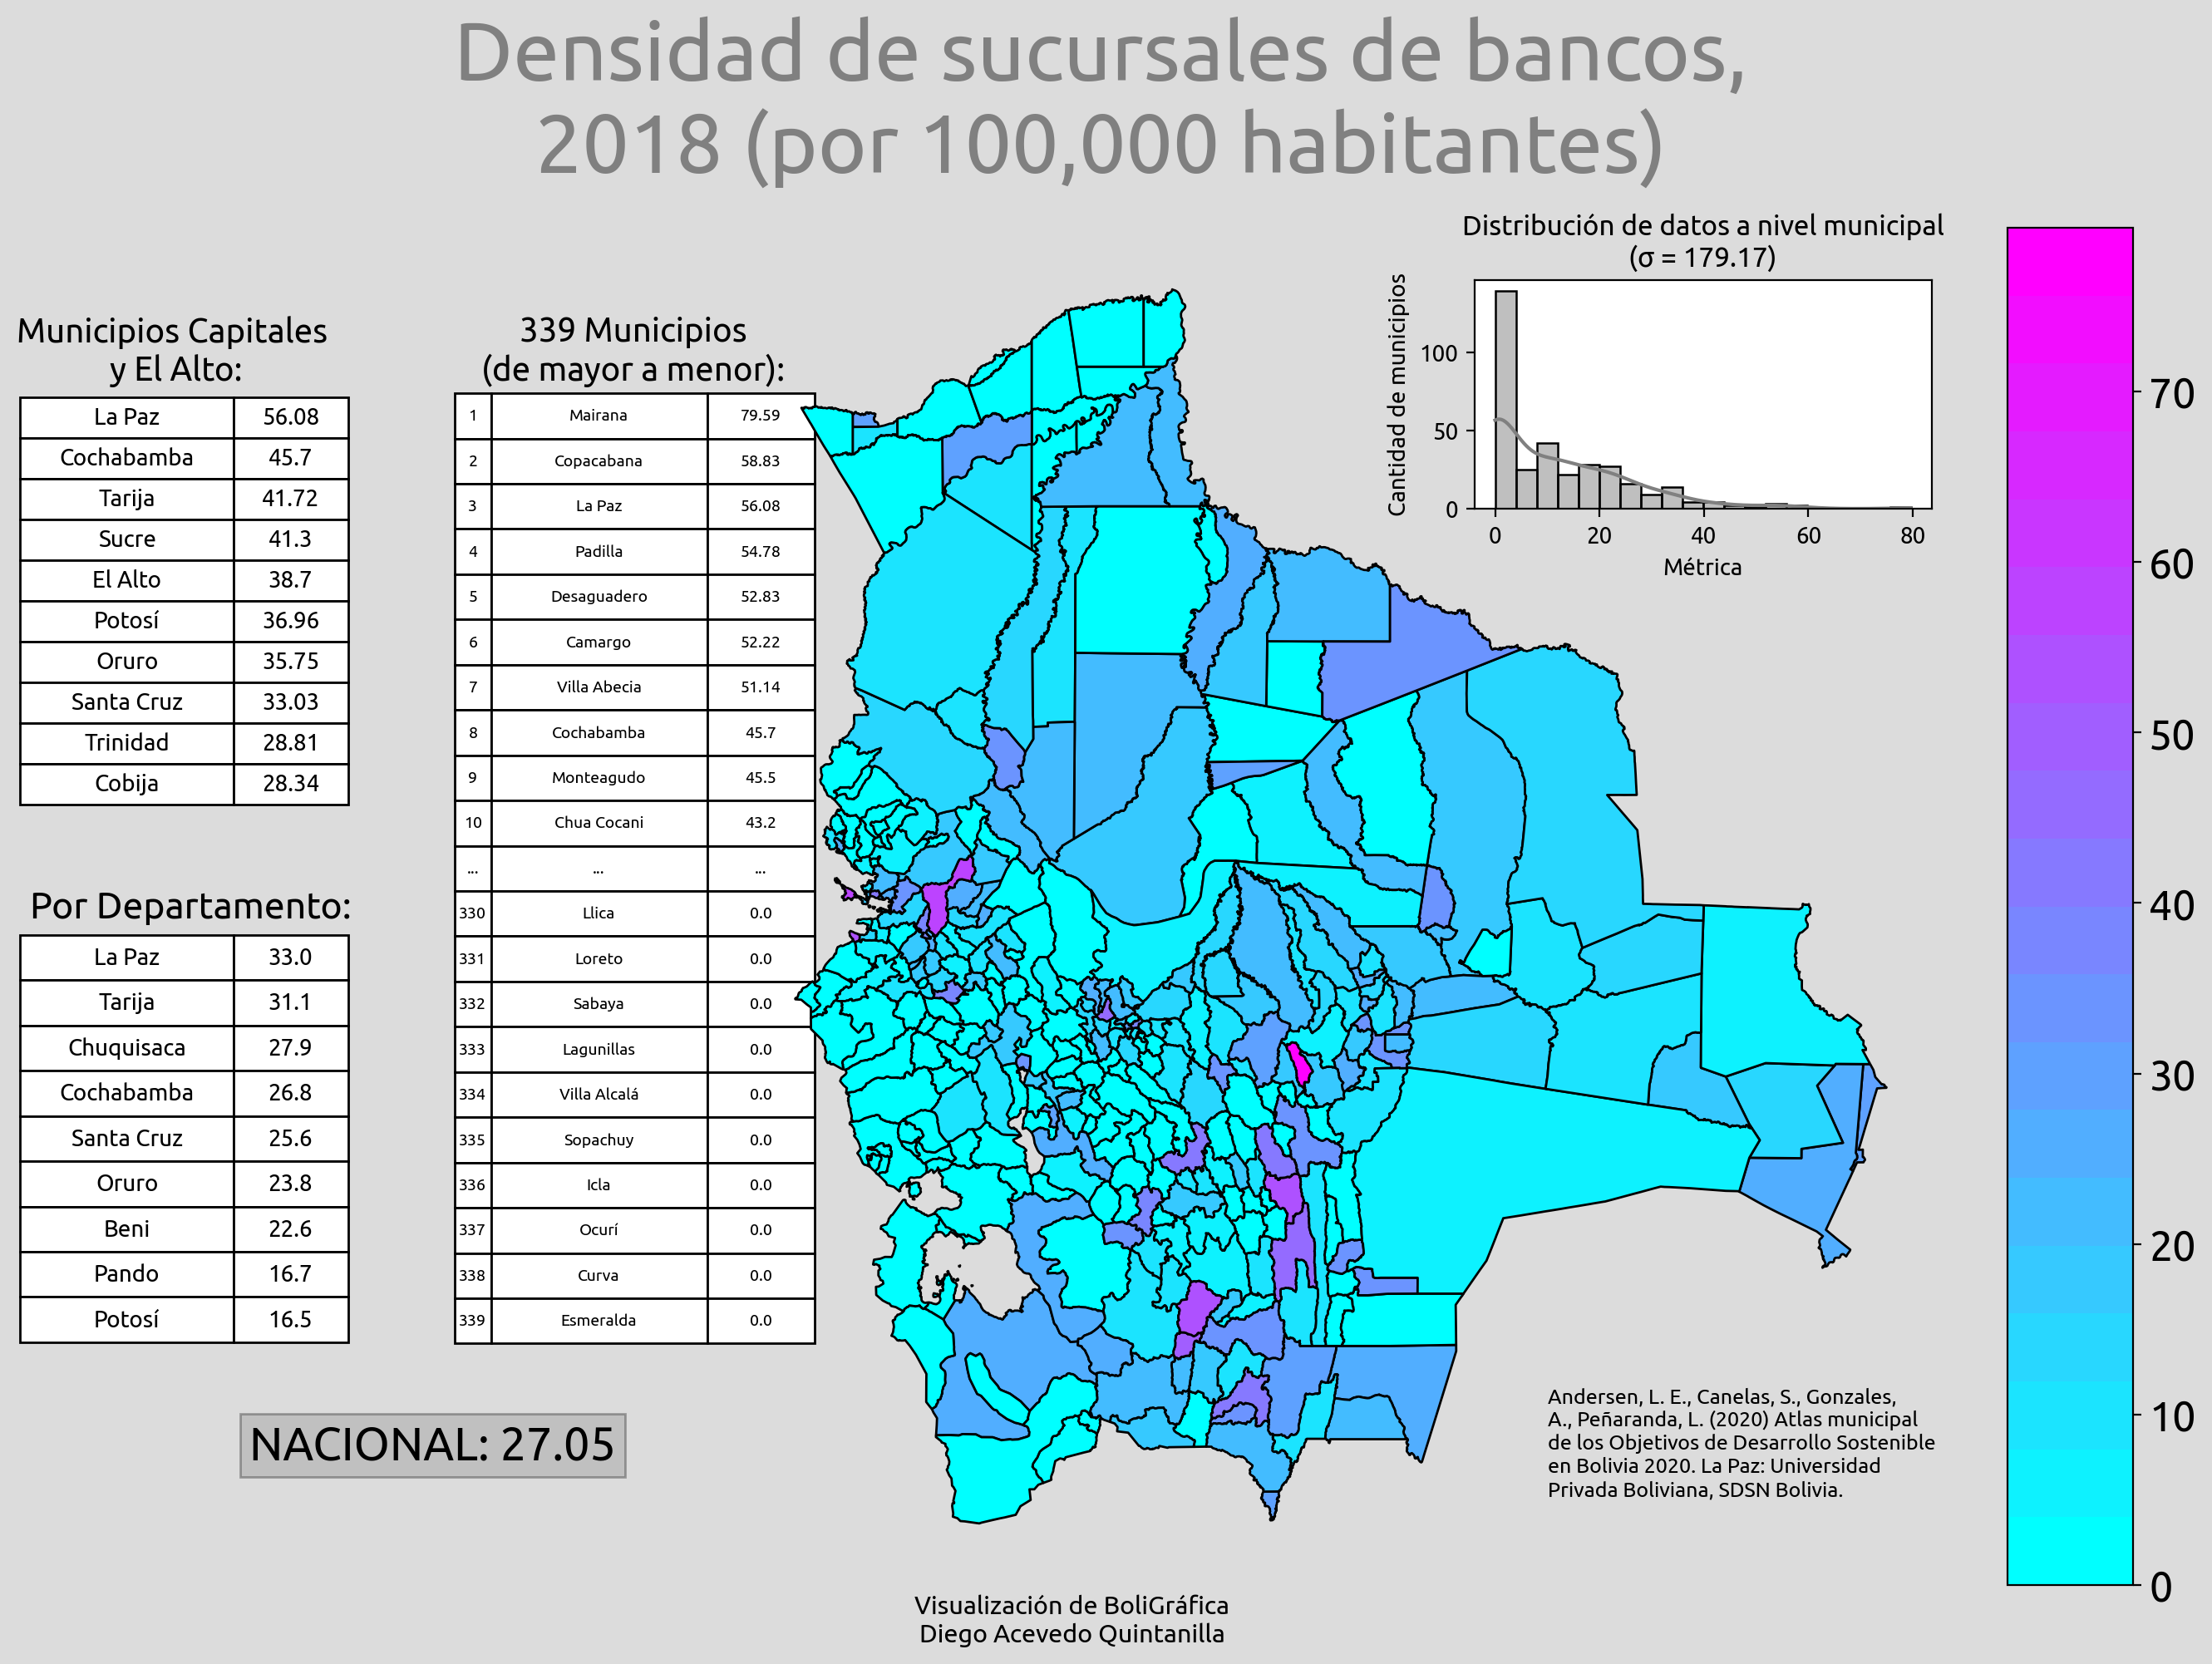 Densidad de sucursales de bancos,
2018 (por 100,000 habitantes)
Municipios Capitales
y El Alto:
La Paz 56.08
Cochabamba 45.7
Tarija 41.72
Sucre 41.3
El Alto 38.7
Potosí 36.96
Oruro 35.75
Santa Cruz 33.03
Trinidad 28.81
Cobija 28.34
Por Departamento:
La Paz 33.0
Tarija 31.1
Chuquisaca 27.9
Cochabamba 26.8
Santa Cruz 25.6
Oruro 23.8
Beni 22.6
Pando 16.7
Potosí 16.5
NACIONAL: 27.05
339 Municipios
(de mayor a menor):
1 Mairana 79.59
2 Copacabana 58.83
3 La Paz 56.08
4 Padilla 54.78
5 Desaguadero 52.83
6 Camargo 52.22
7 Villa Abecia 51.14
8 Cochabamba 45.7
9 Monteagudo 45.5
10 Chua Cocani 43.2
... ... ...
330 Llica 0.0
331 Loreto 0.0
332 Sabaya 0.0
333 Lagunillas 0.0
334 Villa Alcalá 0.0
335 Sopachuy 0.0
336 Icla 0.0
337 Ocurí 0.0
338 Curva 0.0
339 Esmeralda 0.0
Distribución de datos a nivel municipal
(σ = 179.17)
Cantidad de municipios
100
50
0
0 20 40 60 80
Métrica
70
60
50
40
30
20
10
0
Andersen, L. E., Canelas, S., Gonzales,
A., Peñaranda, L. (2020) Atlas municipal
de los Objetivos de Desarrollo Sostenible
en Bolivia 2020. La Paz: Universidad
Privada Boliviana, SDSN Bolivia.
Visualización de BoliGráfica
Diego Acevedo Quintanilla